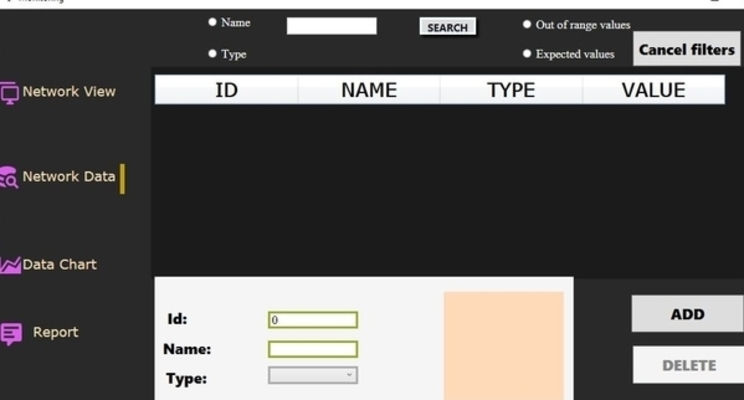 Name
SEARCH
Out of range values
Type
Expected values
Cancel filters
Network View
ID NAME TYPE VALUE
Network Data
Data Chart
Report
Id: 0
Name:
Type:
ADD
DELETE